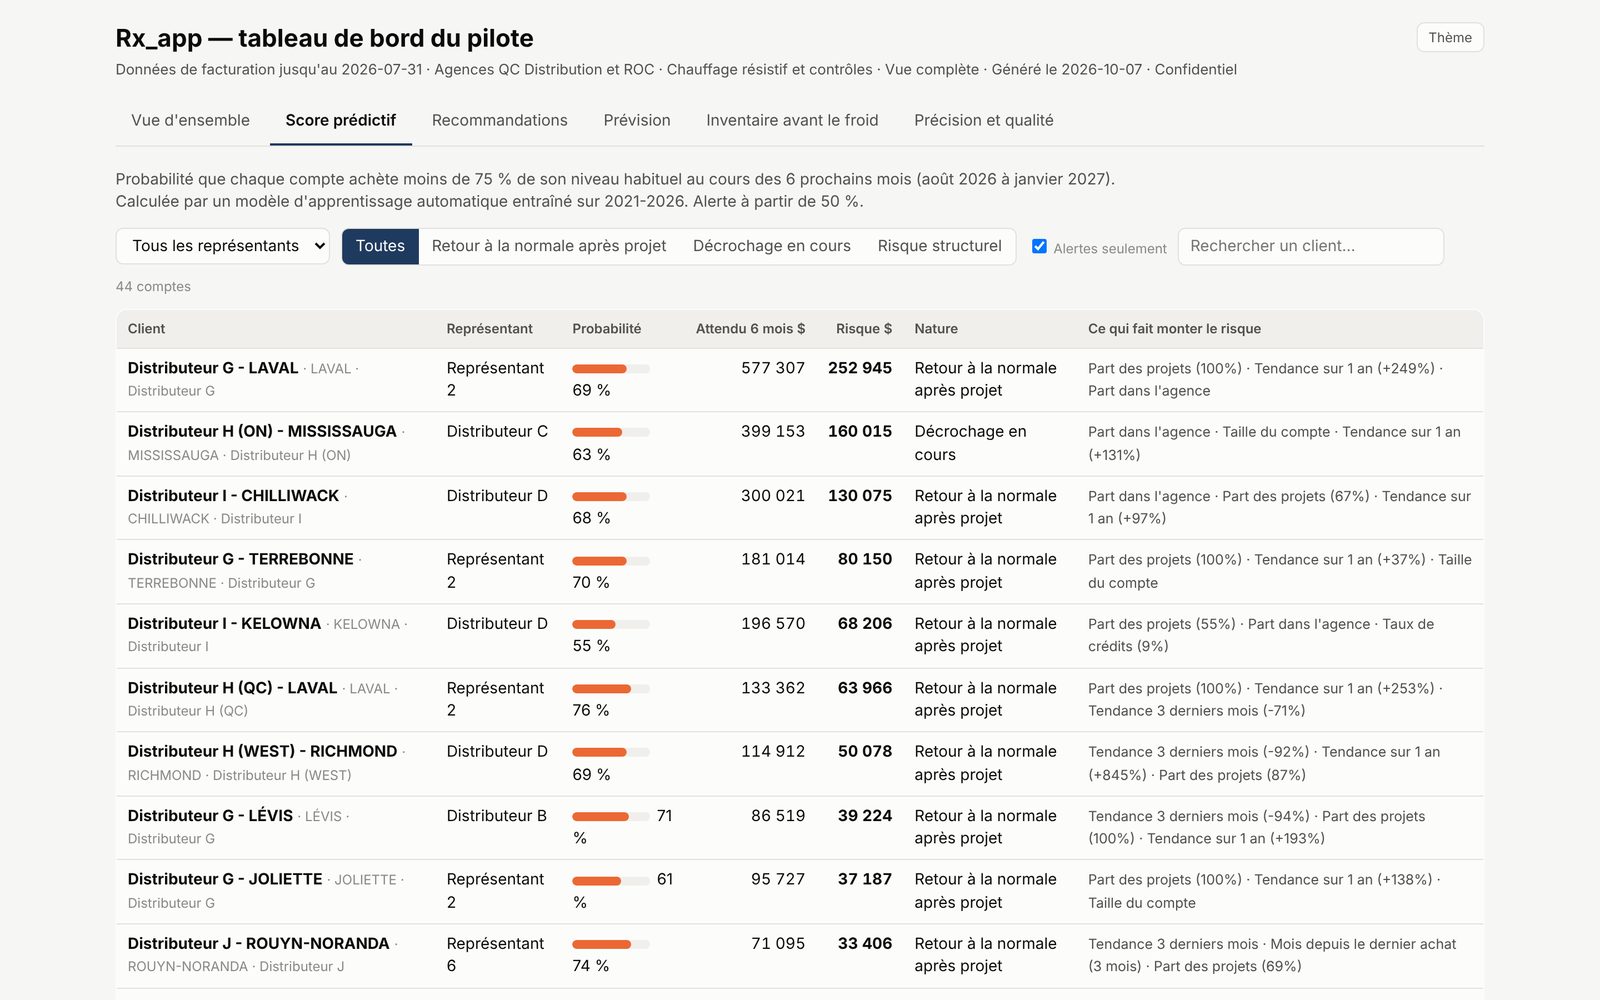 Rx_app — tableau de bord du pilote
Thème
Données de facturation jusqu'au 2026-07-31 · Agences QC Distribution et ROC · Chauffage résistif et contrôles · Vue complète · Généré le 2026-10-07 · Confidentiel
Vue d'ensemble Score prédictif Recommandations Prévision Inventaire avant le froid Précision et qualité
Probabilité que chaque compte achète moins de 75 % de son niveau habituel au cours des 6 prochains mois (août 2026 à janvier 2027).
Calculée par un modèle d'apprentissage automatique entraîné sur 2021-2026. Alerte à partir de 50 %.
Tous les représentants Toutes Retour à la normale après projet Décrochage en cours Risque structurel Alertes seulement Rechercher un client...
44 comptes
Client Représentant Probabilité Attendu 6 mois $ Risque $ Nature Ce qui fait monter le risque
Distributeur G - LAVAL · LAVAL · Représentant 577 307 252 945 Retour à la normale Part des projets (100%) · Tendance sur 1 an (+249%) ·
Distributeur G 2 69 % après projet Part dans l'agence
Distributeur H (ON) - MISSISSAUGA · Distributeur C 399 153 160 015 Décrochage en Part dans l'agence · Taille du compte · Tendance sur 1 an
MISSISSAUGA · Distributeur H (ON) 63 % cours (+131%)
Distributeur I - CHILLIWACK · Distributeur D 300 021 130 075 Retour à la normale Part dans l'agence · Part des projets (67%) · Tendance sur
CHILLIWACK · Distributeur I 68 % après projet 1 an (+97%)
Distributeur G - TERREBONNE · Représentant 181 014 80 150 Retour à la normale Part des projets (100%) · Tendance sur 1 an (+37%) · Taille
TERREBONNE · Distributeur G 2 70 % après projet du compte
Distributeur I - KELOWNA · KELOWNA · Distributeur D 196 570 68 206 Retour à la normale Part des projets (55%) · Part dans l'agence · Taux de
Distributeur I 55 % après projet crédits (9%)
Distributeur H (QC) - LAVAL · LAVAL · Représentant 133 362 63 966 Retour à la normale Part des projets (100%) · Tendance sur 1 an (+253%) ·
Distributeur H (QC) 2 76 % après projet Tendance 3 derniers mois (-71%)
Distributeur H (WEST) - RICHMOND · Distributeur D 114 912 50 078 Retour à la normale Tendance 3 derniers mois (-92%) · Tendance sur 1 an
RICHMOND · Distributeur H (WEST) 69 % après projet (+845%) · Part des projets (87%)
Distributeur G - LÉVIS · LÉVIS · Distributeur B 71 86 519 39 224 Retour à la normale Tendance 3 derniers mois (-94%) · Part des projets
Distributeur G % après projet (100%) · Tendance sur 1 an (+193%)
Distributeur G - JOLIETTE · JOLIETTE · Représentant 61 95 727 37 187 Retour à la normale Part des projets (100%) · Tendance sur 1 an (+138%) ·
Distributeur G 2 % après projet Taille du compte
Distributeur J - ROUYN-NORANDA · Représentant 71 095 33 406 Retour à la normale Tendance 3 derniers mois · Mois depuis le dernier achat
ROUYN-NORANDA · Distributeur J 6 74 % après projet (3 mois) · Part des projets (69%)